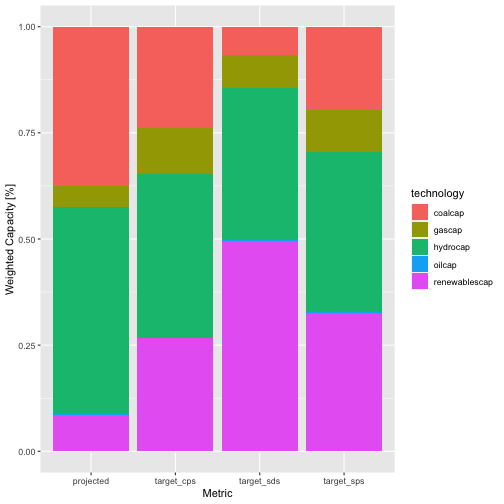 1.00
0.75
0.50
0.25
0.00
Weighted Capacity [%]
projected
target_cps
target_sds
target_sps
Metric
technology
coalcap
gascap
hydrocap
oilcap
renewablescap